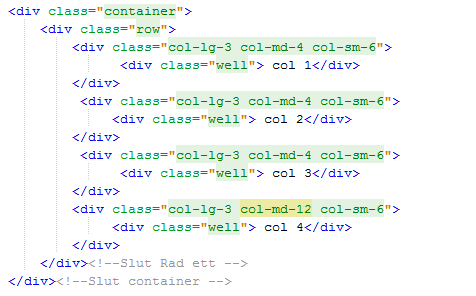 <div class="container">
<div class="row">
<div class="col-lg-3 col-md-4 col-sm-6">
<div class="well"> col 1</div>
</div>
<div class="col-lg-3 col-md-4 col-sm-6">
<div class="well"> col 2</div>
</div>
<div class="col-lg-3 col-md-4 col-sm-6">
<div class="well"> col 3</div>
</div>
<div class="col-lg-3 col-md-12 col-sm-6">
<div class="well"> col 4</div>
</div>
</div><!--Slut Rad ett -->
</div><!--Slut container -->